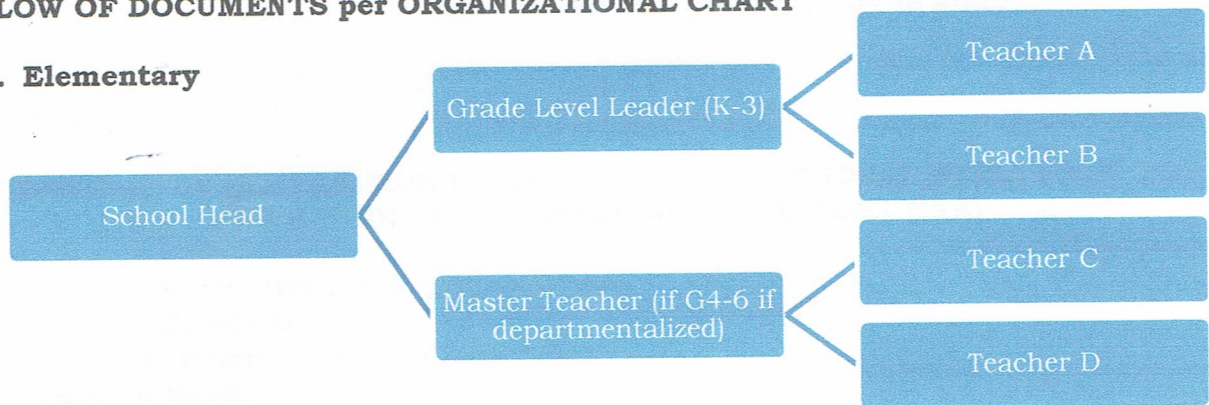 LOW OF DOCUMENTS per ORGANIZATIONAL CHART
. Elementary
School Head
Grade Level Leader (K-3)
Master Teacher (if G4-6 if
departmentalized)
Teacher A
Teacher B
Teacher C
Teacher D